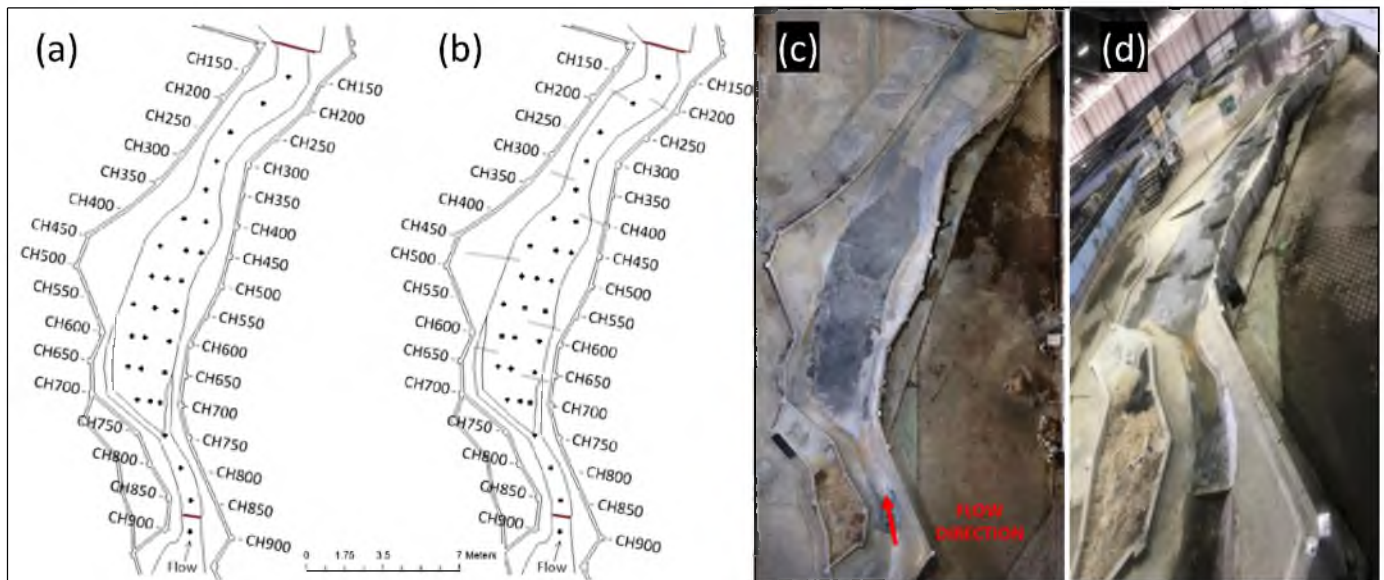 (a)
CH150
CH200
CH250
CH300
CH350
CH400
CH450
CH500
CH550
CH600
CH650
CH700
CH750
CH800
CH850
CH900
CH150
CH200
CH250
CH300
CH350
CH400
CH450
CH500
CH550
CH600
CH650
CH700
CH750
CH800
CH850
CH900
Flow
(b)
CH150
CH200
CH250
CH300
CH350
CH400
CH450
CH500
CH550
CH600
CH650
CH700
CH750
CH800
CH850
CH900
CH150
CH200
CH250
CH300
CH350
CH400
CH450
CH500
CH550
CH600
CH650
CH700
CH750
CH800
CH850
CH900
Flow
0 1.75 3.5 7 Meters
(c)
FLOW
DIRECTION
(d)